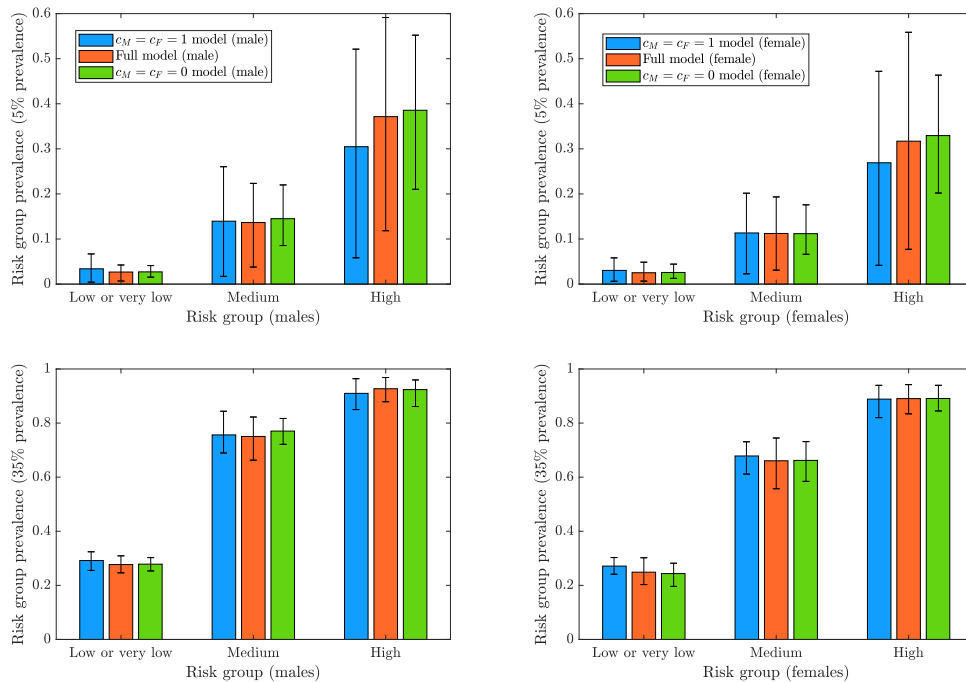 0.6
0.5
0.4
0.3
0.2
0.1
0
Risk group prevalence (5% prevalence)
c_M = c_F = 1 model (male)
Full model (male)
c_M = c_F = 0 model (male)
Low or very low Medium High
Risk group (males)
0.6
0.5
0.4
0.3
0.2
0.1
0
Risk group prevalence (5% prevalence)
c_M = c_F = 1 model (female)
Full model (female)
c_M = c_F = 0 model (female)
Low or very low Medium High
Risk group (females)
1
0.8
0.6
0.4
0.2
0
Risk group prevalence (35% prevalence)
Low or very low Medium High
Risk group (males)
1
0.8
0.6
0.4
0.2
0
Risk group prevalence (35% prevalence)
Low or very low Medium High
Risk group (females)